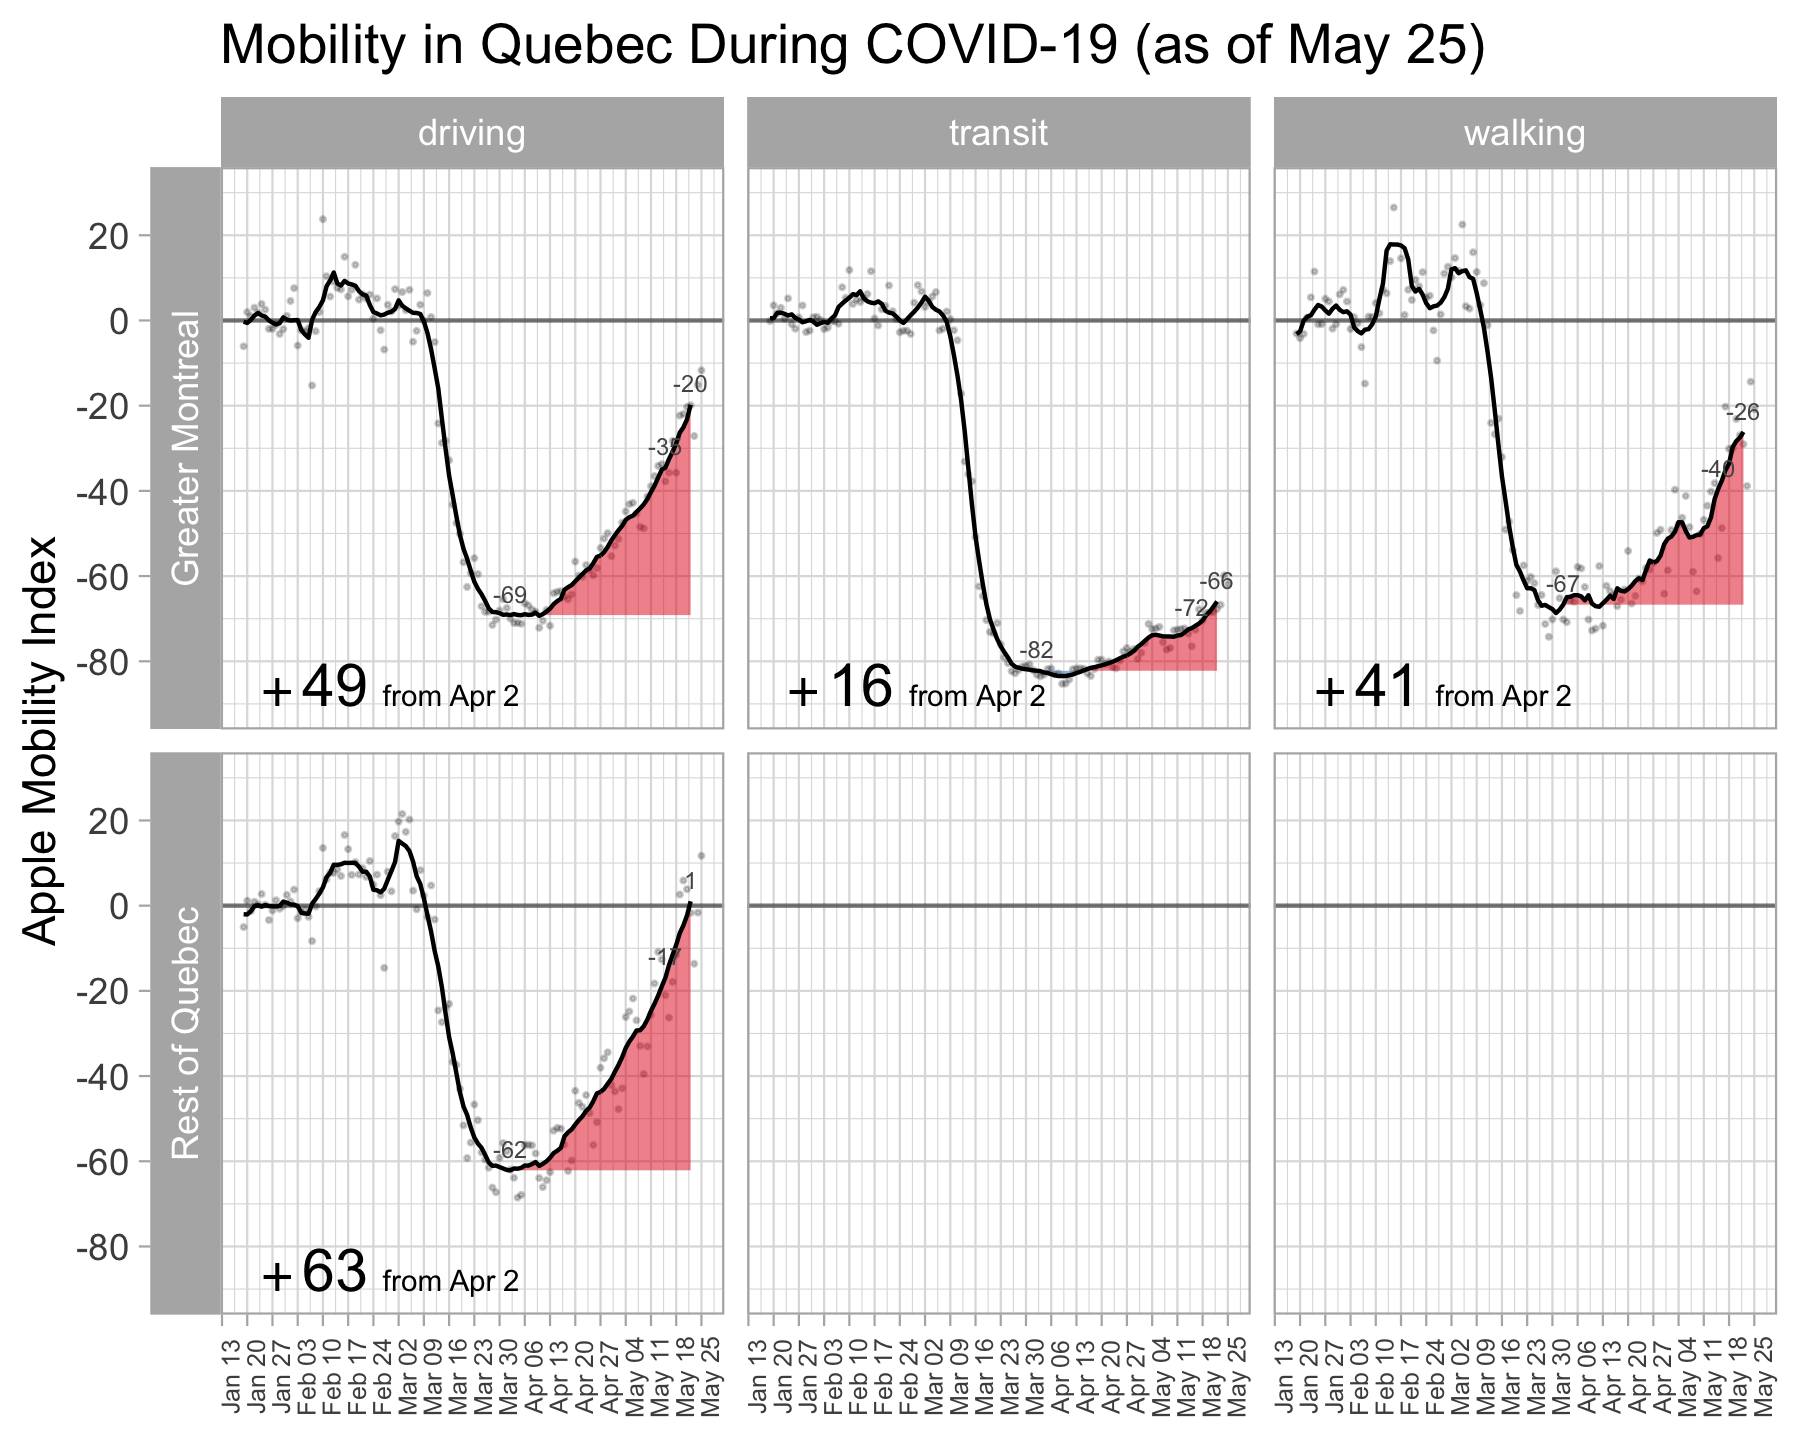 Mobility in Quebec During COVID-19 (as of May 25)
driving
transit
walking
Apple Mobility Index
Greater Montreal
20
0
-20
-40
-60
-80
-69
-35
-20
+49 from Apr 2
-82
-72
-66
+16 from Apr 2
-67
-40
-26
+41 from Apr 2
Rest of Quebec
20
0
-20
-40
-60
-80
-62
-17
1
+63 from Apr 2
Jan 13
Jan 20
Jan 27
Feb 03
Feb 10
Feb 17
Feb 24
Mar 02
Mar 09
Mar 16
Mar 23
Mar 30
Apr 06
Apr 13
Apr 20
Apr 27
May 04
May 11
May 18
May 25
Jan 13
Jan 20
Jan 27
Feb 03
Feb 10
Feb 17
Feb 24
Mar 02
Mar 09
Mar 16
Mar 23
Mar 30
Apr 06
Apr 13
Apr 20
Apr 27
May 04
May 11
May 18
May 25
Jan 13
Jan 20
Jan 27
Feb 03
Feb 10
Feb 17
Feb 24
Mar 02
Mar 09
Mar 16
Mar 23
Mar 30
Apr 06
Apr 13
Apr 20
Apr 27
May 04
May 11
May 18
May 25